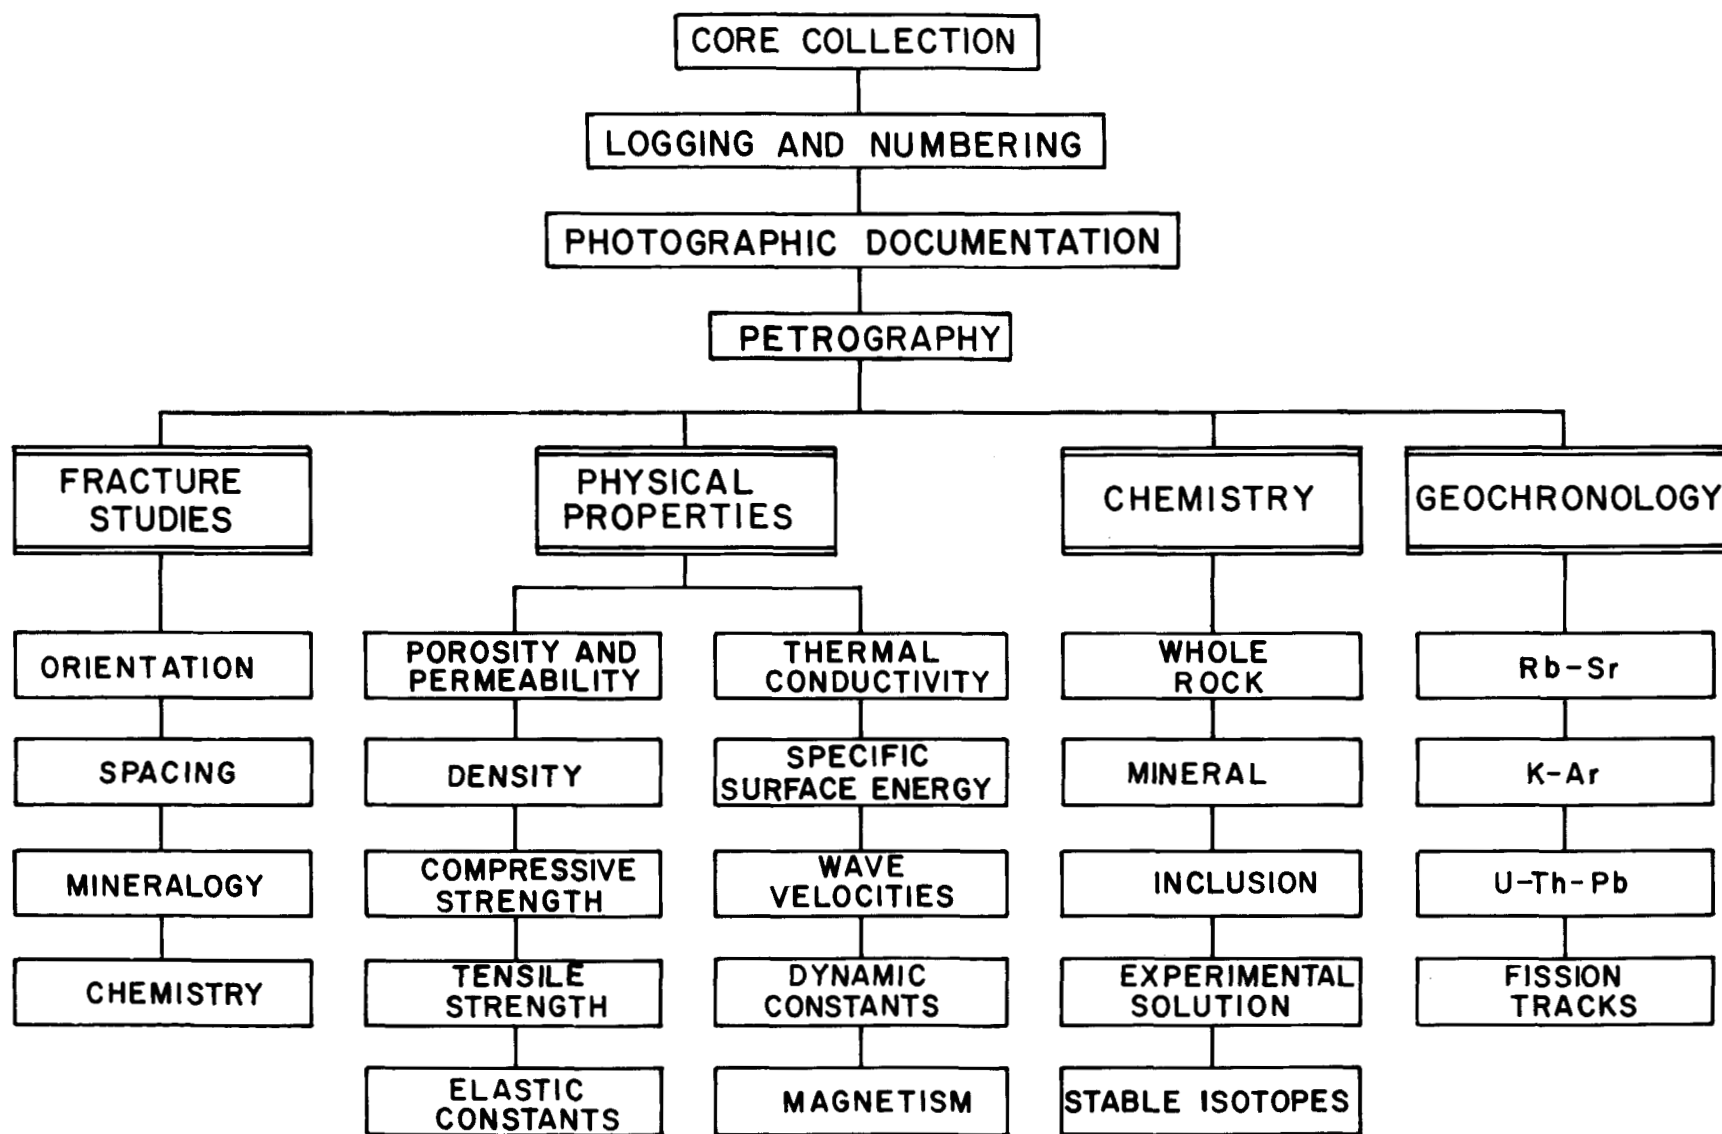 CORE COLLECTION
LOGGING AND NUMBERING
PHOTOGRAPHIC DOCUMENTATION
PETROGRAPHY
FRACTURE
STUDIES
PHYSICAL
PROPERTIES
CHEMISTRY
GEOCHRONOLOGY
ORIENTATION
SPACING
MINERALOGY
CHEMISTRY
POROSITY AND
PERMEABILITY
DENSITY
COMPRESSIVE
STRENGTH
TENSILE
STRENGTH
ELASTIC
CONSTANTS
THERMAL
CONDUCTIVITY
SPECIFIC
SURFACE ENERGY
WAVE
VELOCITIES
DYNAMIC
CONSTANTS
MAGNETISM
WHOLE
ROCK
MINERAL
INCLUSION
EXPERIMENTAL
SOLUTION
STABLE ISOTOPES
Rb-Sr
K-Ar
U-Th-Pb
FISSION
TRACKS